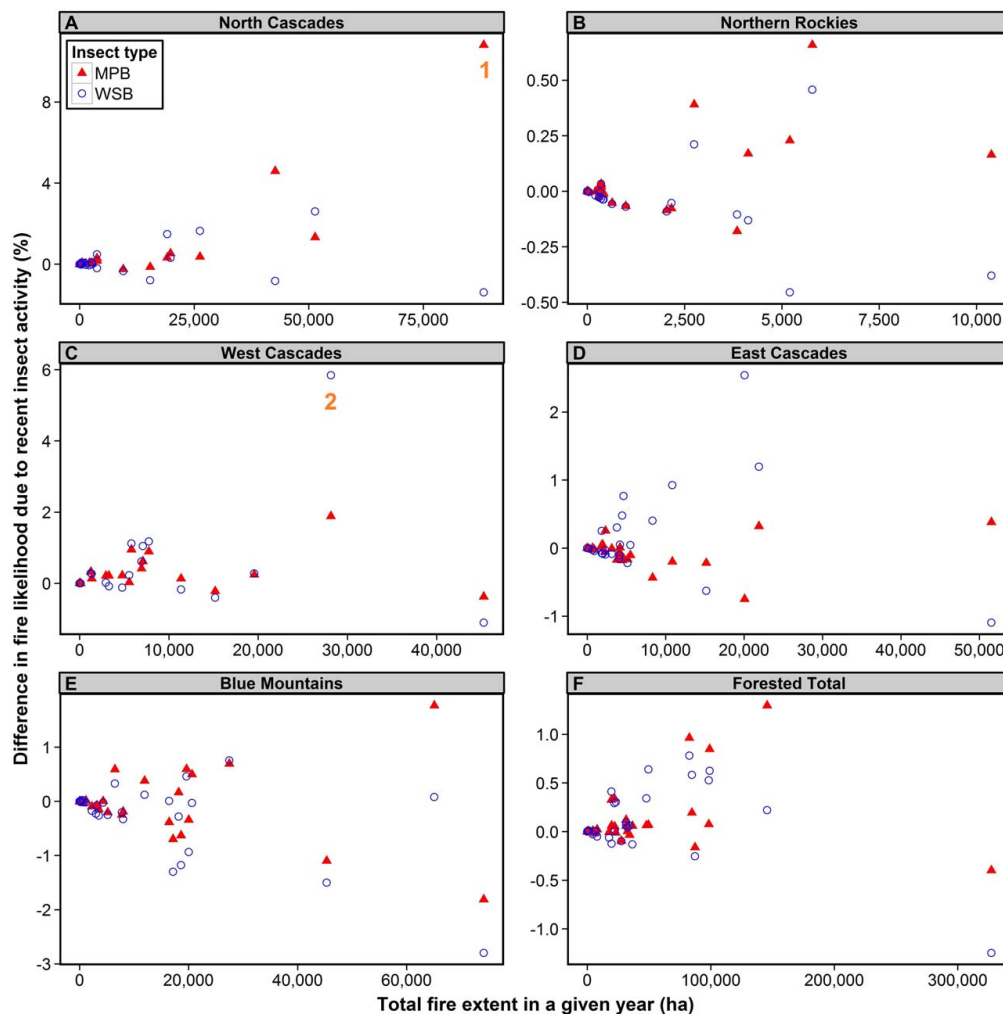 A North Cascades
Insect type
MPB
WSB
1
8
4
0
0 25,000 50,000 75,000
B Northern Rockies
0.50
0.25
0.00
-0.25
-0.50
0 2,500 5,000 7,500 10,000
C West Cascades
2
6
4
2
0
0 10,000 20,000 30,000 40,000
D East Cascades
2
1
0
-1
0 10,000 20,000 30,000 40,000 50,000
E Blue Mountains
1
0
-1
-2
-3
0 20,000 40,000 60,000
F Forested Total
1.0
0.5
0.0
-0.5
-1.0
0 100,000 200,000 300,000
Difference in fire likelihood due to recent insect activity (%)
Total fire extent in a given year (ha)